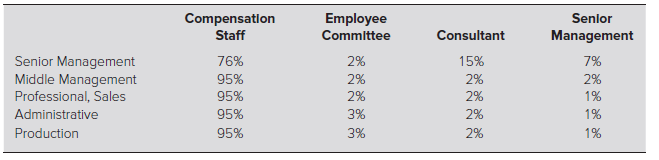 Compensation Staff Employee Committee Consultant Senior Management
Senior Management 76% 2% 15% 7%
Middle Management 95% 2% 2% 2%
Professional, Sales 95% 2% 2% 1%
Administrative 95% 3% 2% 1%
Production 95% 3% 2% 1%